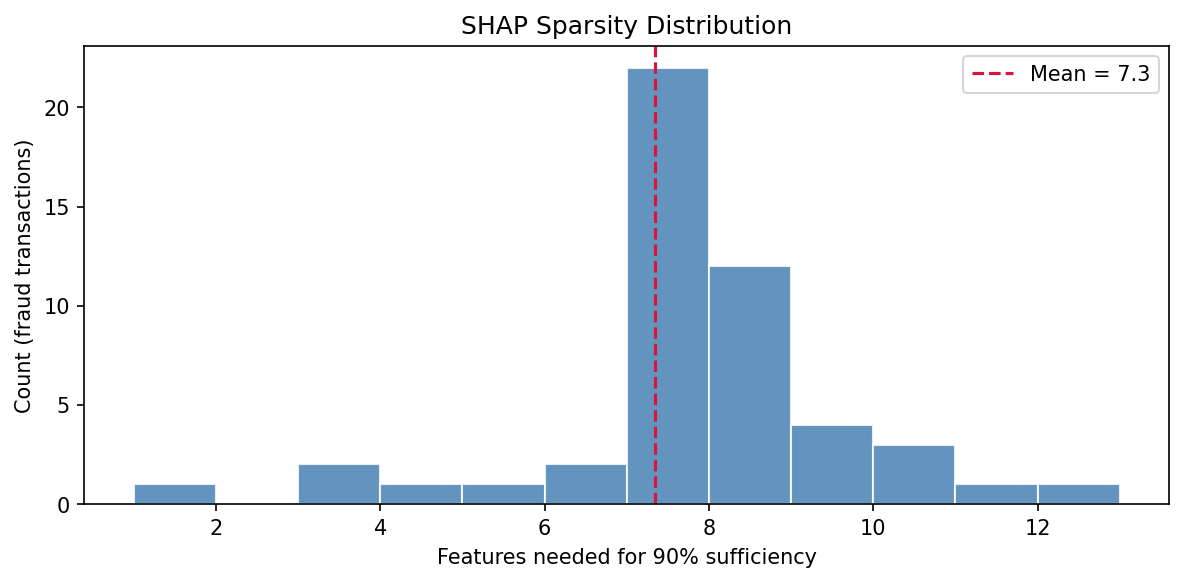 SHAP Sparsity Distribution
Mean = 7.3
Count (fraud transactions)
20
15
10
5
0
2 4 6 8 10 12
Features needed for 90% sufficiency